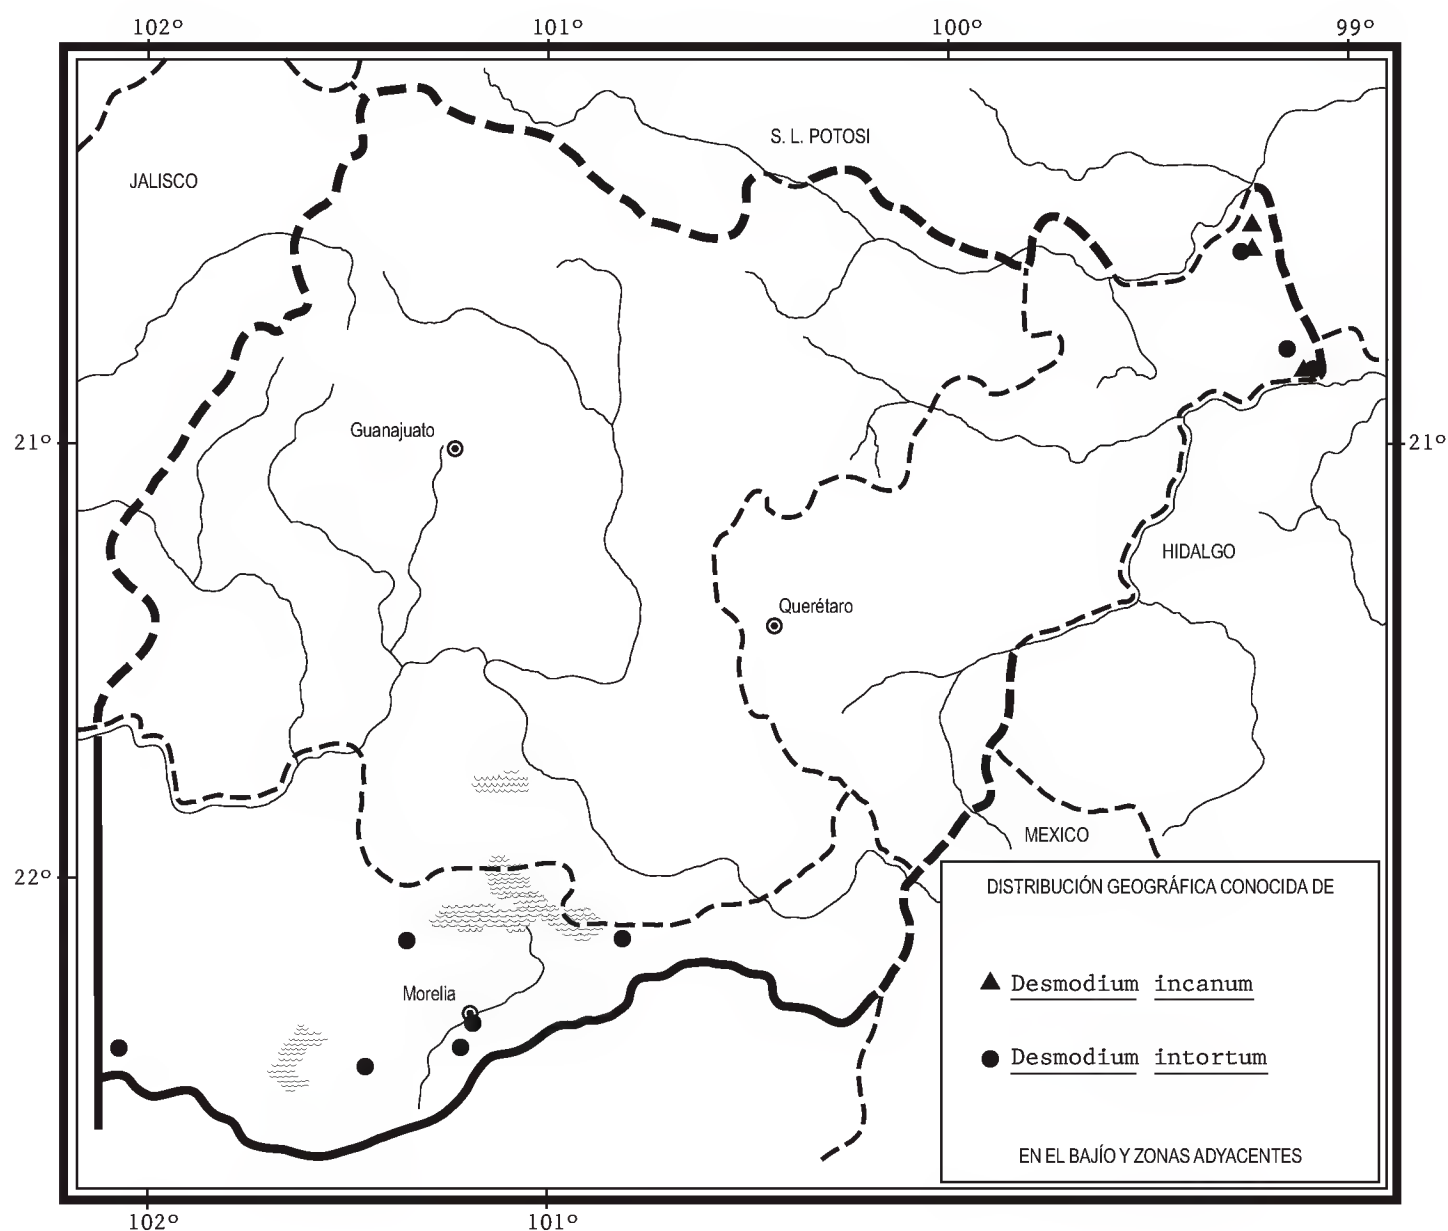 102º 101º 100º 99º
S. L. POTOSI
JALISCO
Guanajuato
21º 21º
HIDALGO
Querétaro
MEXICO
22º
DISTRIBUCIÓN GEOGRÁFICA CONOCIDA DE
Desmodium incanum
Morelia
Desmodium intortum
EN EL BAJÍO Y ZONAS ADYACENTES
102º 101º